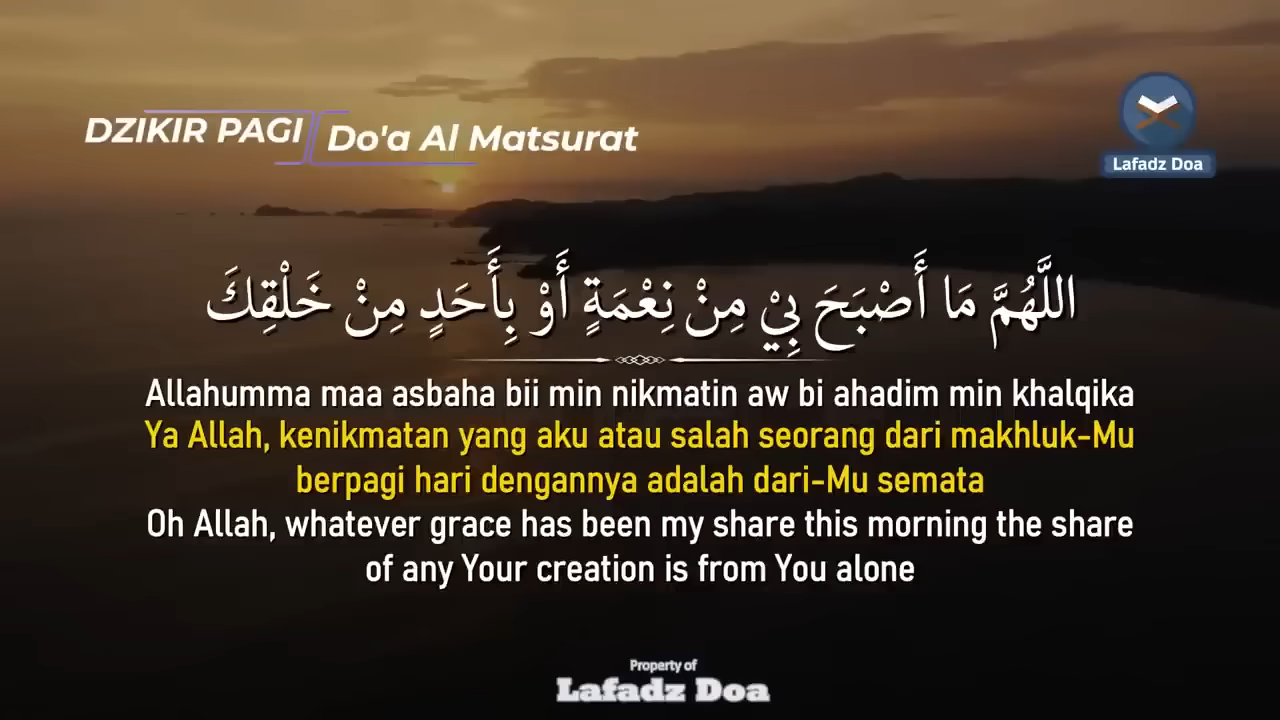 DZIKIR PAGI
Do'a Al Matsurat
Lafadz Doa
اللَّهُمَّ مَا أَصْبَحَ بِيْ مِنْ نِعْمَةٍ أَوْ بِأَحَدٍ مِنْ خَلْقِكَ
Allahumma maa asbaha bii min nikmatin aw bi ahadim min khalqika
Ya Allah, kenikmatan yang aku atau salah seorang dari makhluk-Mu
berpagi hari dengannya adalah dari-Mu semata
Oh Allah, whatever grace has been my share this morning the share
of any Your creation is from You alone
Property of
Lafadz Doa